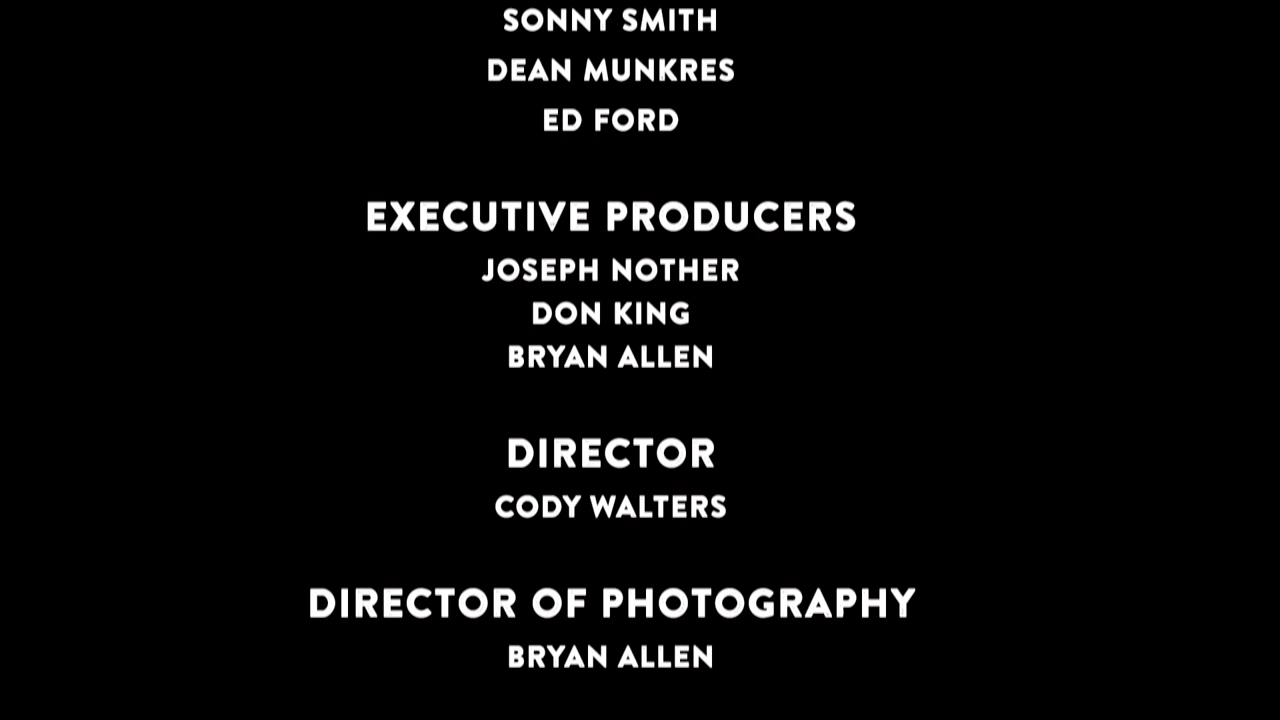 SONNY SMITH
DEAN MUNKRES
ED FORD
EXECUTIVE PRODUCERS
JOSEPH NOTHER
DON KING
BRYAN ALLEN
DIRECTOR
CODY WALTERS
DIRECTOR OF PHOTOGRAPHY
BRYAN ALLEN